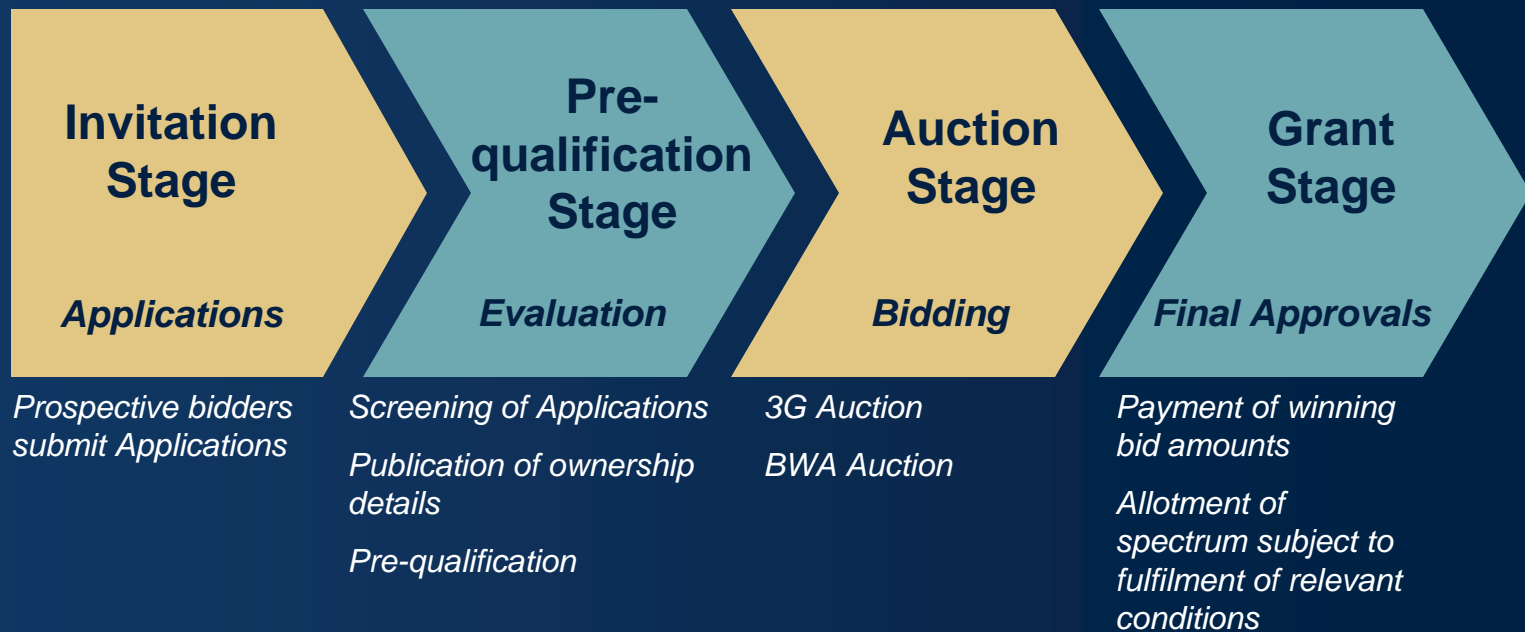 Invitation
Stage
Applications
Prospective bidders
submit Applications
Pre-
qualification
Stage
Evaluation
Screening of Applications
Publication of ownership
details
Pre-qualification
Auction
Stage
Bidding
3G Auction
BWA Auction
Grant
Stage
Final Approvals
Payment of winning
bid amounts
Allotment of
spectrum subject to
fulfilment of relevant
conditions